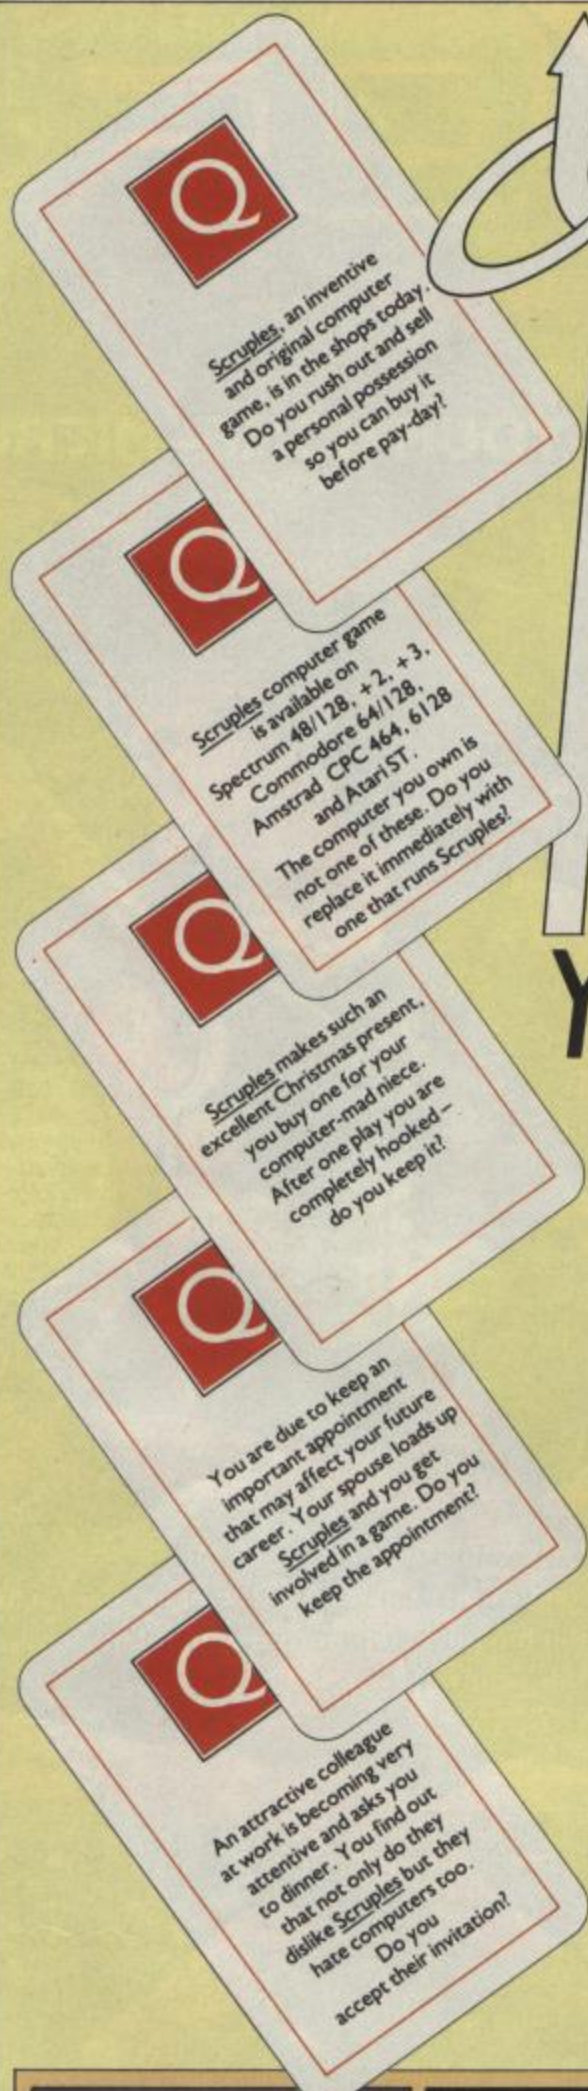 Q
Scruples, an inventive
and original computer
game, is in the shops today.
Do you rush out and sell
a personal possession
so you can buy it
before pay-day?
Q
Scruples computer game
is available on
Spectrum 48/128, +2, +3,
Commodore 64/128,
Amstrad CPC 464, 6128
and Atari ST.
The computer you own is
not one of these. Do you
replace it immediately with
one that runs Scruples?
Q
Scruples makes such an
excellent Christmas present,
you buy one for your
computer-mad niece.
After one play you are
completely hooked –
do you keep it?
Q
You are due to keep an
important appointment
that may affect your future
career. Your spouse loads up
Scruples and you get
involved in a game. Do you
keep the appointment?
Q
An attractive colleague
at work is becoming very
attentive and asks you
to dinner. You find out
that not only do they
dislike Scruples but they
hate computers too.
Do you
accept their invitation?